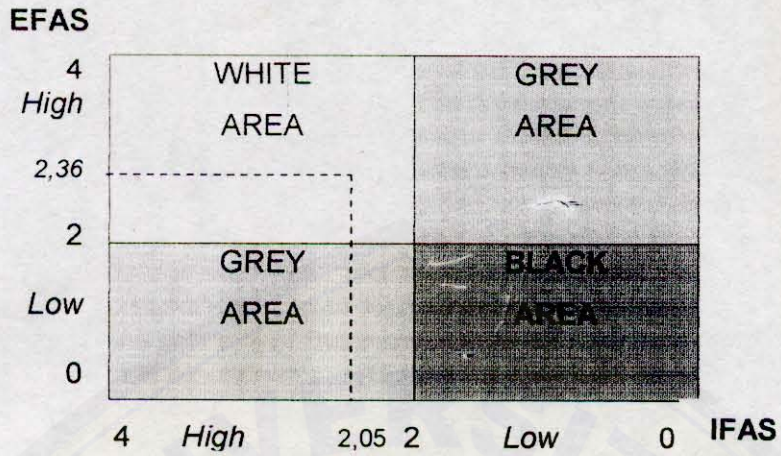 EFAS
4
High
2,36
2
Low
0
WHITE
AREA
GREY
AREA
GREY
AREA
BLACK
AREA
4 High 2,05 2 Low 0 IFAS